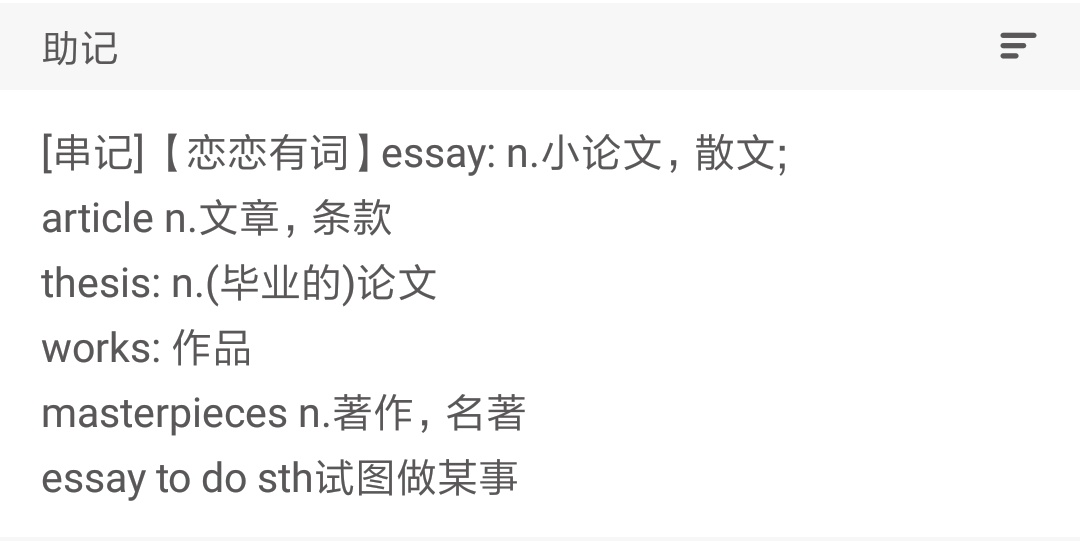 助记
[串记]【恋恋有词】essay: n.小论文，散文;
article n.文章，条款
thesis: n.(毕业的)论文
works: 作品
masterpieces n.著作，名著
essay to do sth试图做某事